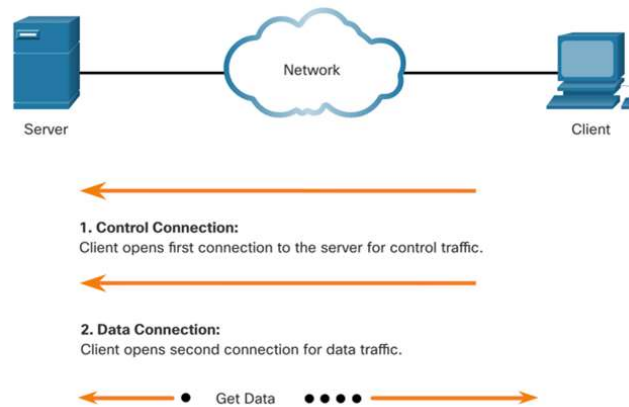 Network
Server
Client
1. Control Connection:
Client opens first connection to the server for control traffic.
2. Data Connection:
Client opens second connection for data traffic.
Get Data